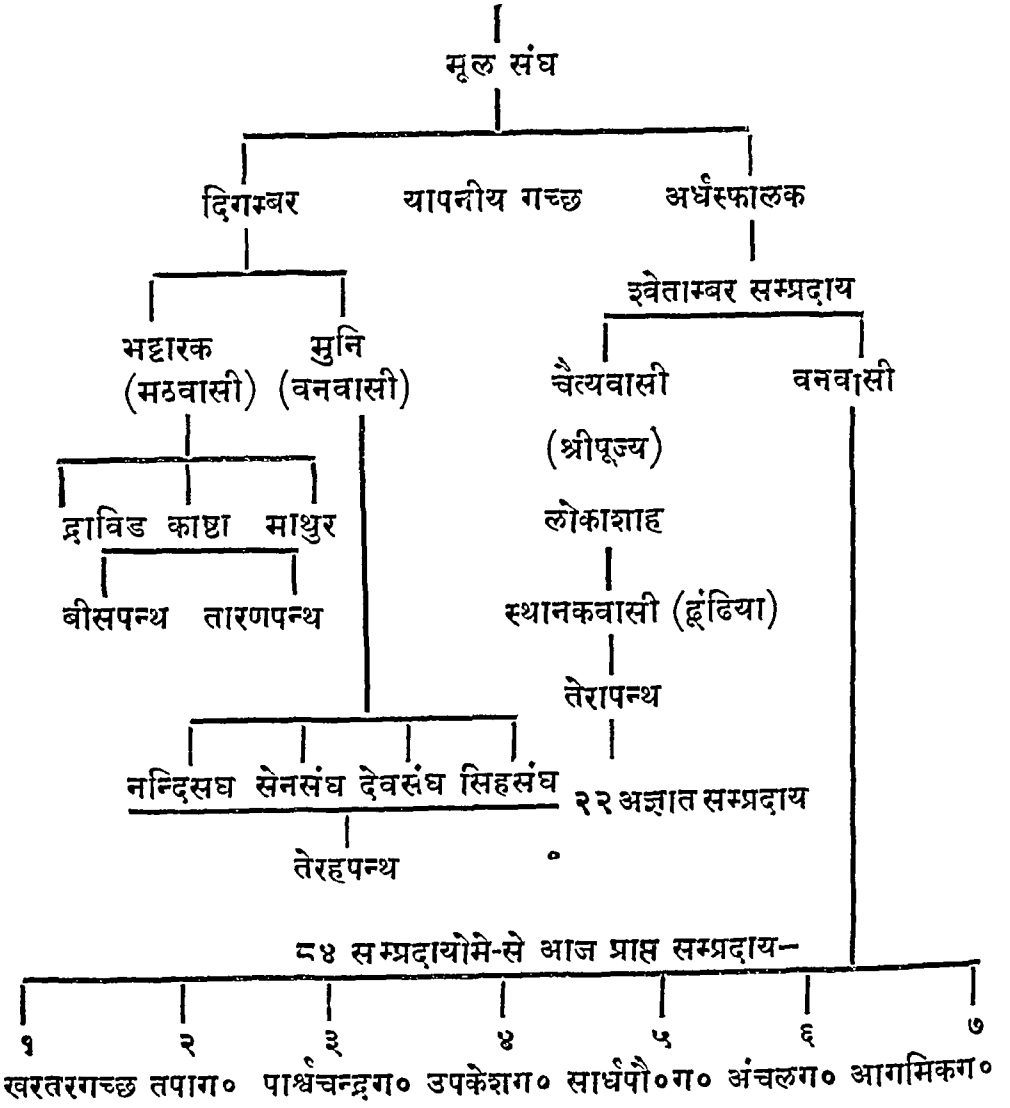 मूल संघ
दिगम्बर यापनीय गच्छ अर्धस्फालक
श्वेताम्बर सम्प्रदाय
भट्टारक मुनि
(मठवासी) (वनवासी)
चैत्यवासी वनवासी
(श्रीपूज्य)
द्राविड काष्टा माथुर
लोकाशाह
बीसपन्थ तारणपन्थ
स्थानकवासी (ढूंढिया)
तेरापन्थ
नन्दिसघ सेनसंघ देवसंघ सिहसंघ
२२ अज्ञात सम्प्रदाय
तेरहपन्थ
८४ सम्प्रदायोमे-से आज प्राप्त सम्प्रदाय–
१ २ ३ ४ ५ ६ ७
खरतरगच्छ तपाग० पार्श्वचन्द्रग० उपकेशग० सार्धपौ०ग० अंचलग० आगमिकग०